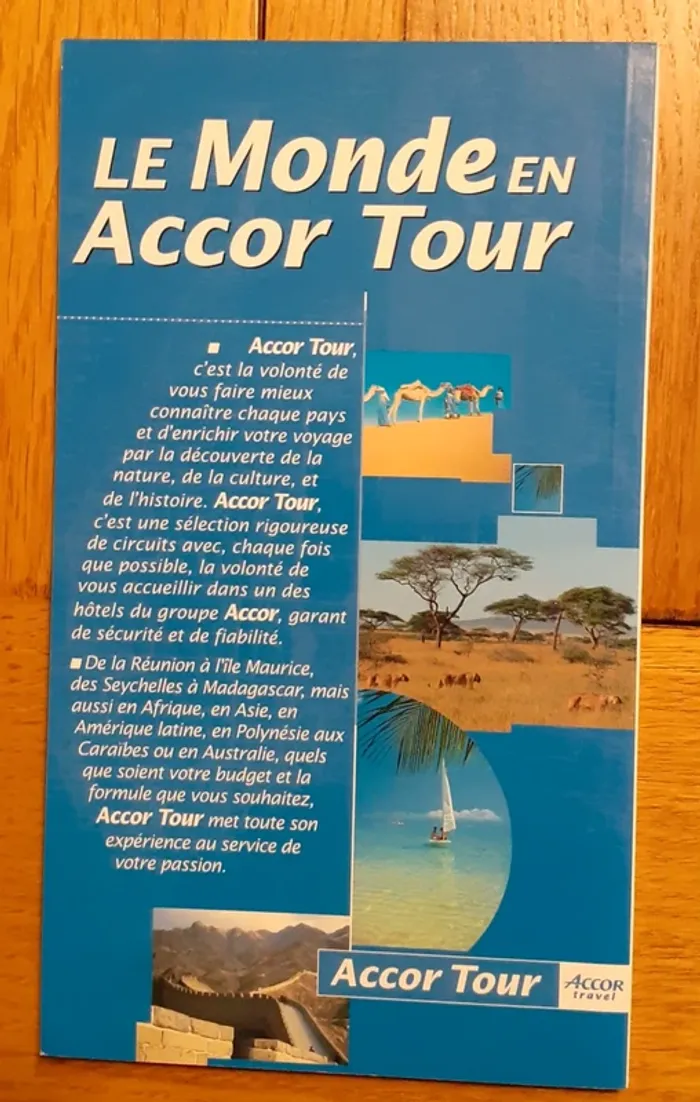 LE Monde EN
Accor Tour
Accor Tour,
c'est la volonté de
vous faire mieux
connaître chaque pays
et d'enrichir votre voyage
par la découverte de la
nature, de la culture, et
de l'histoire. Accor Tour,
c'est une sélection rigoureuse
de circuits avec, chaque fois
que possible, la volonté de
vous accueillir dans un des
hôtels du groupe Accor, garant
de sécurité et de fiabilité.
De la Réunion à l'île Maurice,
des Seychelles à Madagascar, mais
aussi en Afrique, en Asie, en
Amérique latine, en Polynésie aux
Caraïbes ou en Australie, quels
que soient votre budget et la
formule que vous souhaitez,
Accor Tour met toute son
expérience au service de
votre passion.
Accor Tour
ACCOR
travel